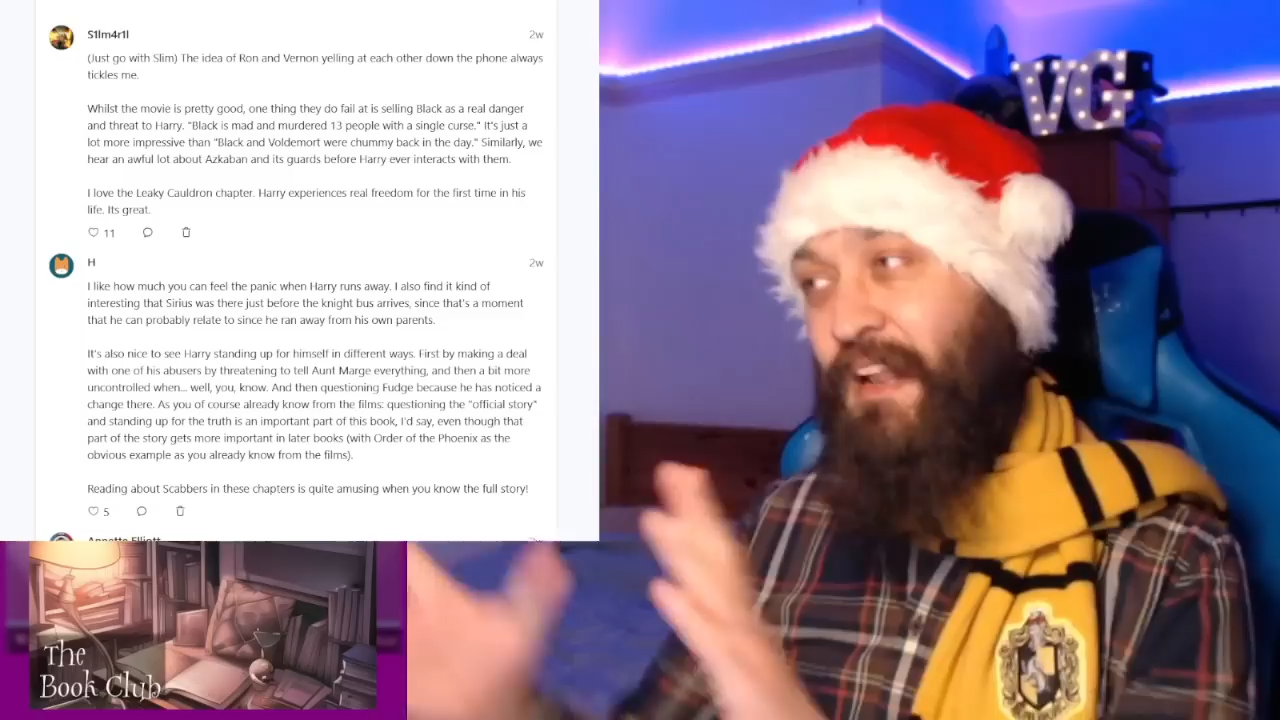 S1lm4r1l 2w
(Just go with Slim) The idea of Ron and Vernon yelling at each other down the phone always
tickles me.
Whilst the movie is pretty good, one thing they do fail at is selling Black as a real danger
and threat to Harry. "Black is mad and murdered 13 people with a single curse." It's just a
lot more impressive than "Black and Voldemort were chummy back in the day." Similarly, we
hear an awful lot about Azkaban and its guards before Harry ever interacts with them.
I love the Leaky Cauldron chapter. Harry experiences real freedom for the first time in his
life. Its great.
11
H 2w
I like how much you can feel the panic when Harry runs away. I also find it kind of
interesting that Sirius was there just before the knight bus arrives, since that's a moment
that he can probably relate to since he ran away from his own parents.
It's also nice to see Harry standing up for himself in different ways. First by making a deal
with one of his abusers by threatening to tell Aunt Marge everything, and then a bit more
uncontrolled when... well, you, know. And then questioning Fudge because he has noticed a
change there. As you of course already know from the films: questioning the "official story"
and standing up for the truth is an important part of this book, I'd say, even though that
part of the story gets more important in later books (with Order of the Phoenix as the
obvious example as you already know from the films).
Reading about Scabbers in these chapters is quite amusing when you know the full story!
5
VG
The
Book Club